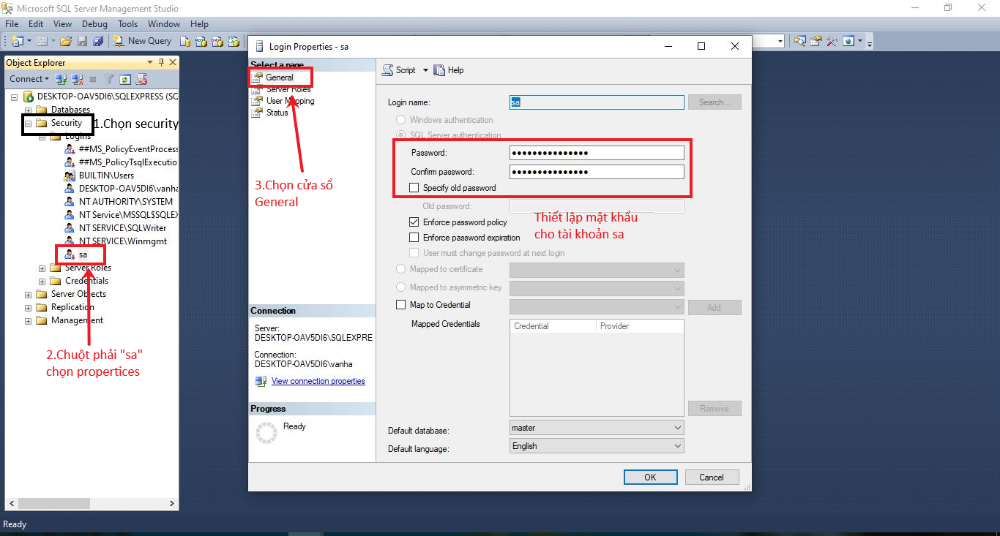 Microsoft SQL Server Management Studio
File Edit View Debug Tools Window Help
New Query
Object Explorer
Connect
DESKTOP-OAV5DI6\SQLEXPRESS (SC
Databases
Security
1.Chọn security
Logins
##MS_PolicyEventProcess
##MS_PolicyTsqlExecutio
BUILTIN\Users
DESKTOP-OAV5DI6\vanha
NT AUTHORITY\SYSTEM
NT Service\MSSQL$SQLEX
NT SERVICE\SQLWriter
NT SERVICE\Winmgmt
sa
Server Roles
Credentials
Server Objects
Replication
Management
2.Chuột phải "sa"
chọn propertices
Login Properties - sa
Select a page
General
Server Roles
User Mapping
Status
3.Chọn cửa sổ
General
Connection
Server:
DESKTOP-OAV5DI6\SQLEXPRE
Connection:
DESKTOP-OAV5DI6\vanha
View connection properties
Progress
Ready
Script Help
Login name: sa Search...
Windows authentication
SQL Server authentication
Password: ●●●●●●●●●●●●●●●
Confirm password: ●●●●●●●●●●●●●●●
Specify old password
Old password:
Thiết lập mật khẩu
cho tài khoản sa
Enforce password policy
Enforce password expiration
User must change password at next login
Mapped to certificate
Mapped to asymmetric key
Map to Credential Add
Mapped Credentials Credential Provider
Remove
Default database: master
Default language: English
OK Cancel
Ready